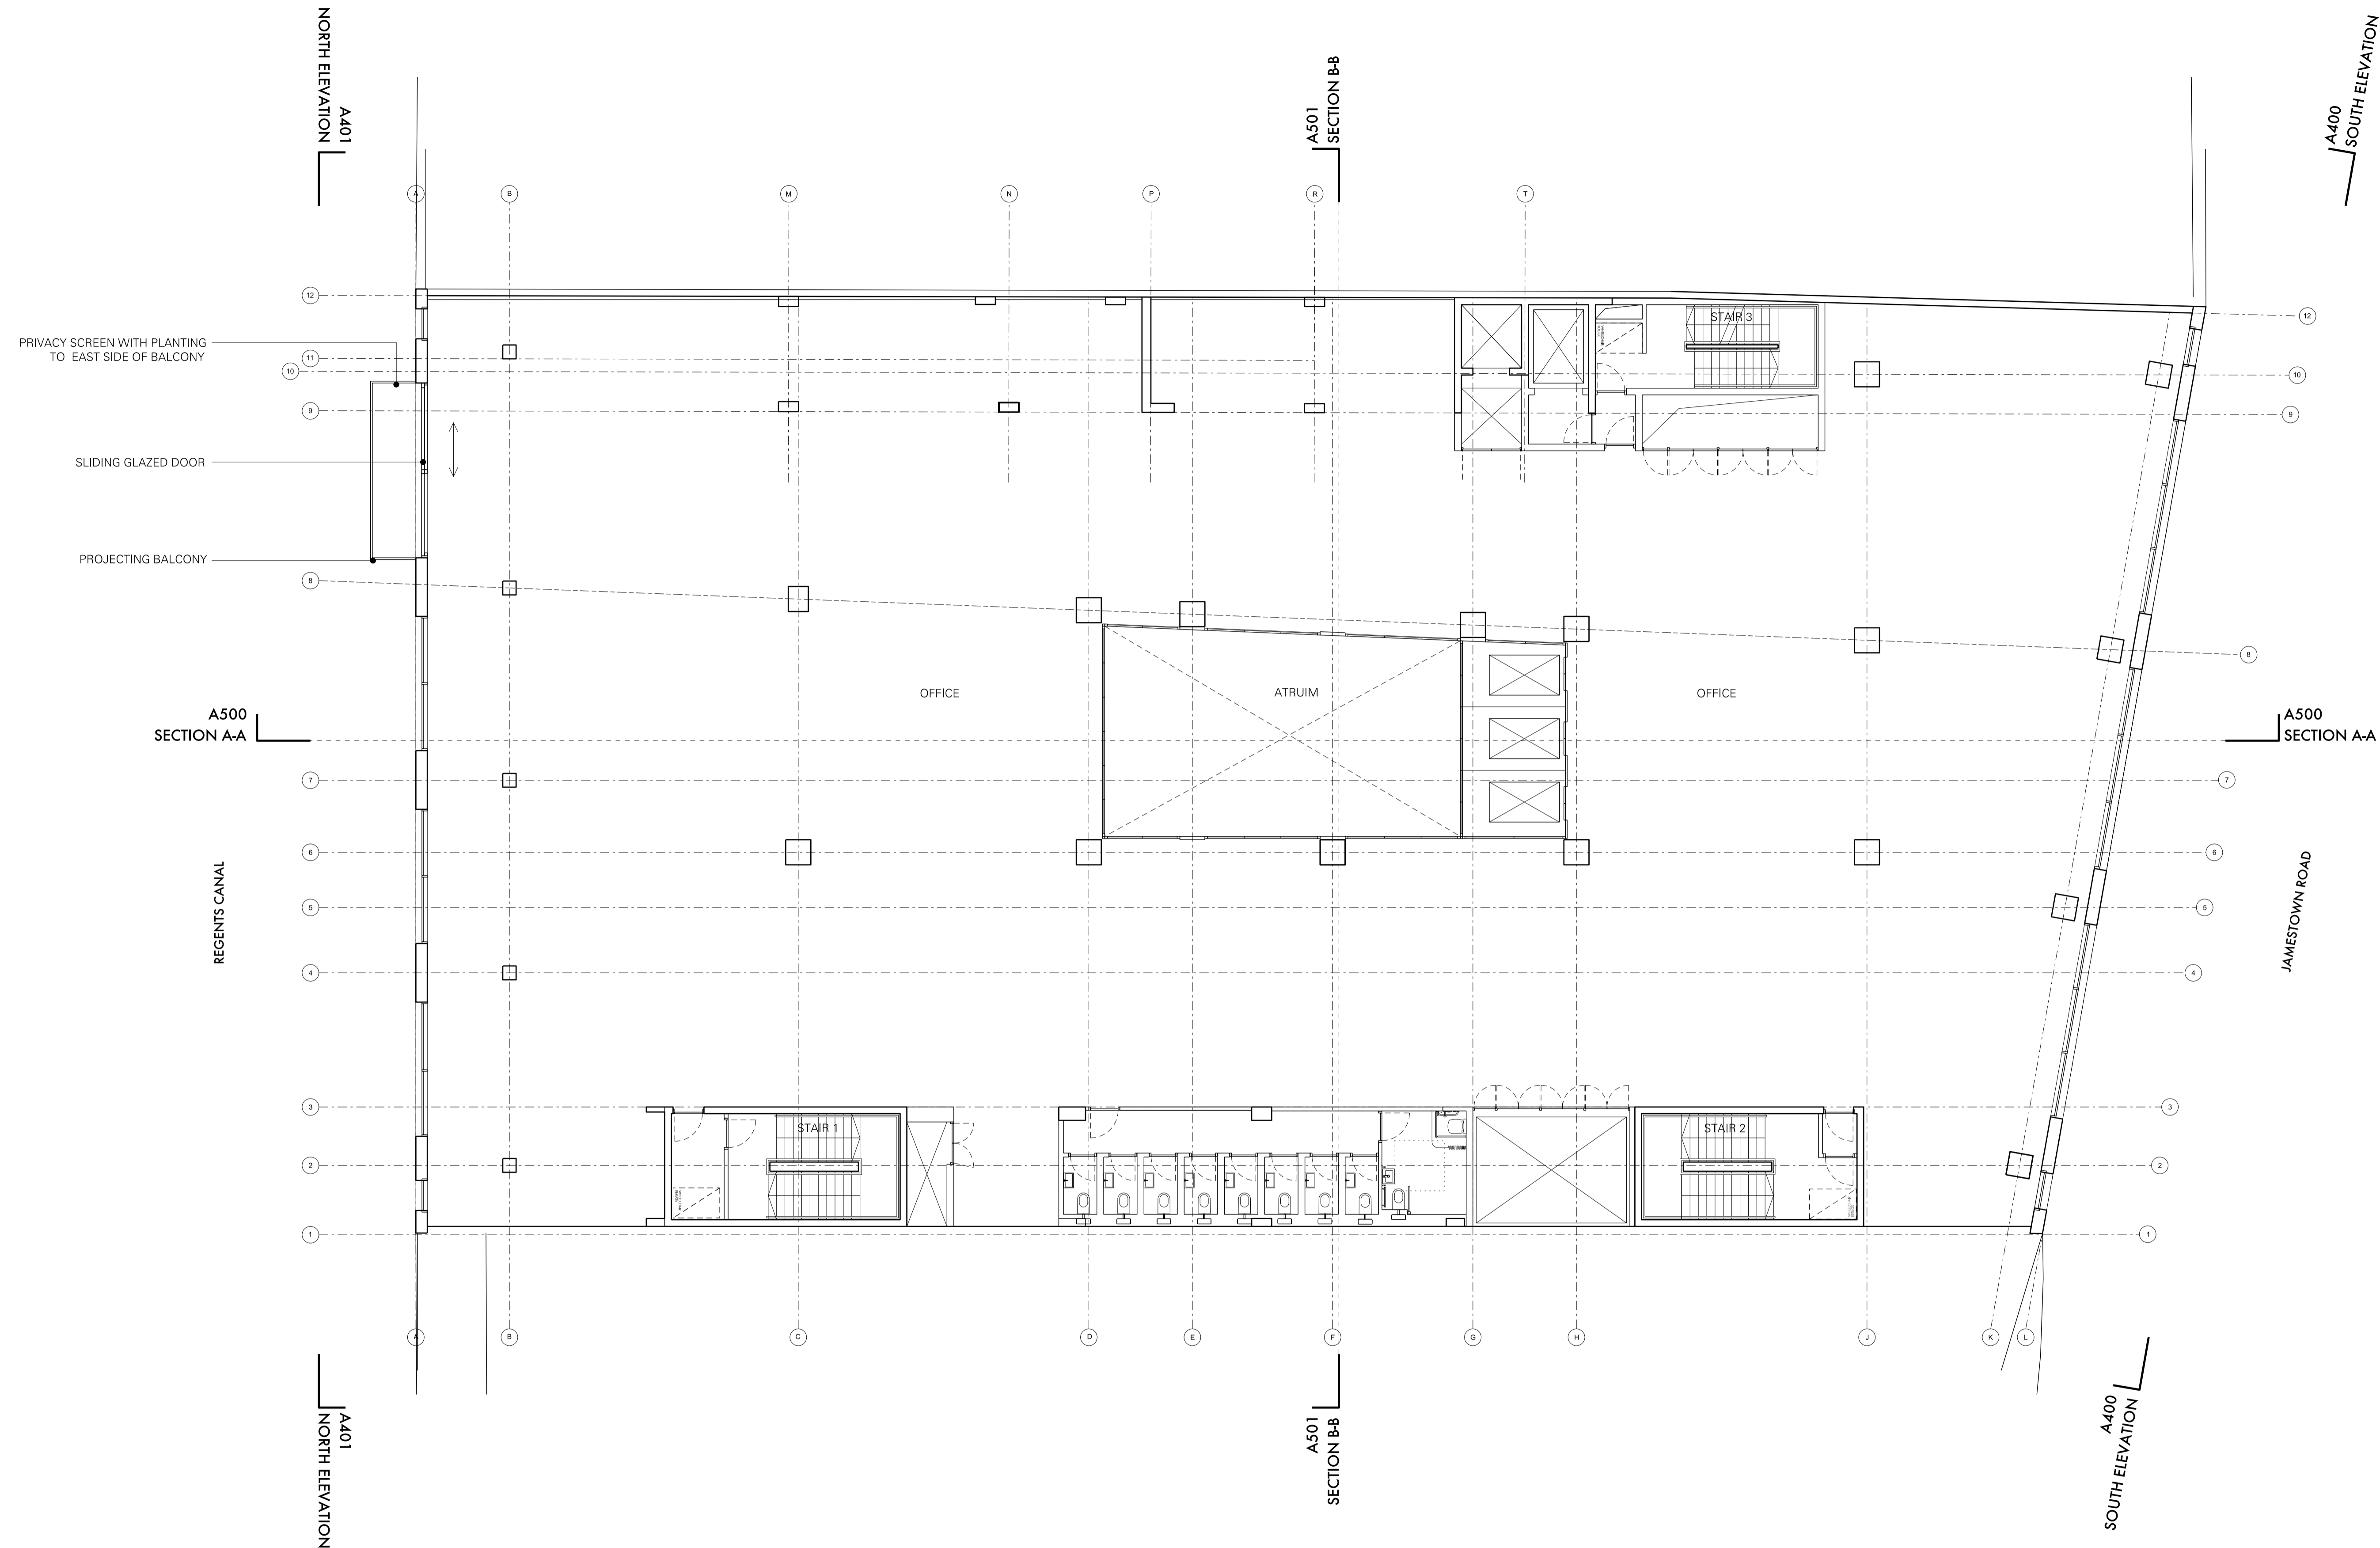 NORTH ELEVATION
A401
A501
SECTION B-B
A400
SOUTH ELEVATION
A
B
M
N
P
R
T
12
STAIR 3
12
PRIVACY SCREEN WITH PLANTING
TO EAST SIDE OF BALCONY
11
10
10
9
9
SLIDING GLAZED DOOR
PROJECTING BALCONY
8
8
OFFICE
ATRUIM
OFFICE
A500
SECTION A-A
A500
SECTION A-A
7
7
6
6
REGENTS CANAL
JAMESTOWN ROAD
5
5
4
4
3
3
STAIR 1
STAIR 2
2
2
1
1
A
B
C
D
E
F
G
H
J
K
L
A401
NORTH ELEVATION
A501
SECTION B-B
A400
SOUTH ELEVATION